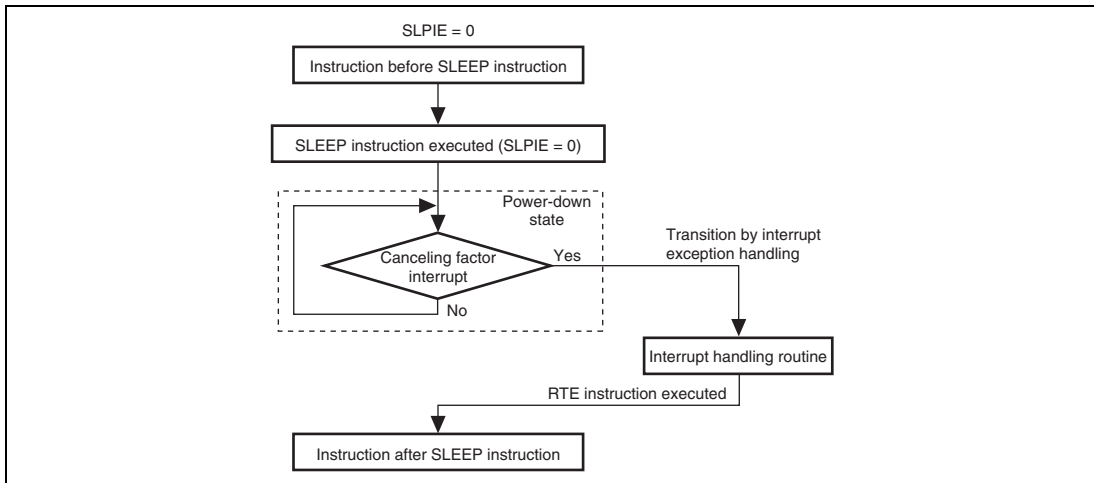 SLPIE = 0
Instruction before SLEEP instruction
SLEEP instruction executed (SLPIE = 0)
Power-down
state
Canceling factor
interrupt
Yes
No
Transition by interrupt
exception handling
Interrupt handling routine
RTE instruction executed
Instruction after SLEEP instruction